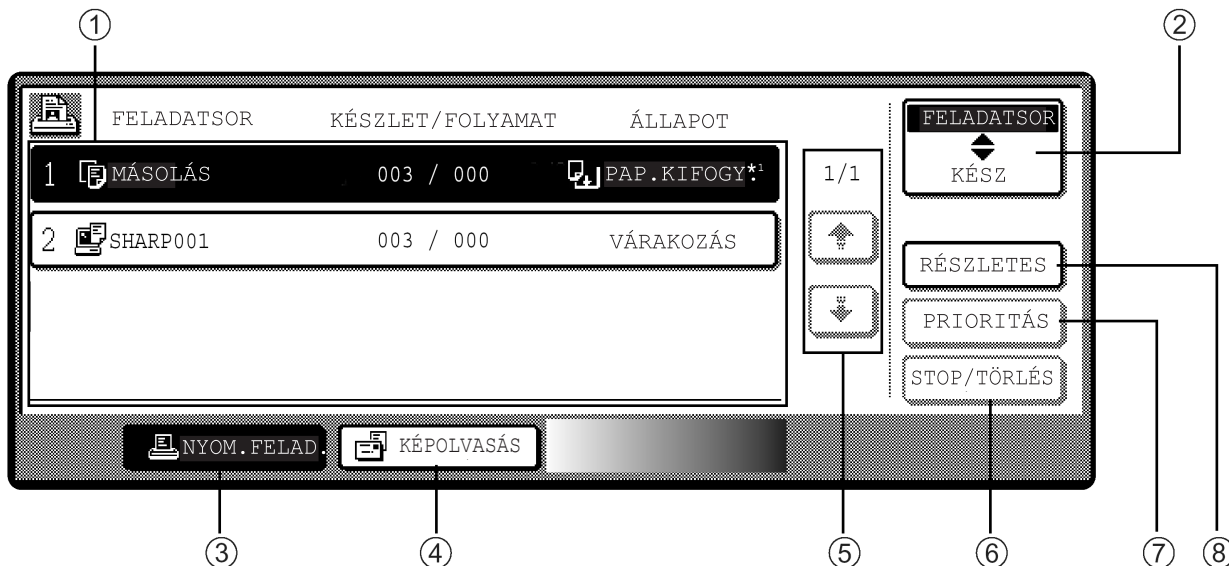 ① ②
FELADATSOR KÉSZLET/FOLYAMAT ÁLLAPOT FELADATSOR
1 MÁSOLÁS 003 / 000 PAP.KIFOGY*¹ 1/1 KÉSZ
2 SHARP001 003 / 000 VÁRAKOZÁS
RÉSZLETES
PRIORITÁS
STOP/TÖRLÉS
NYOM.FELAD. KÉPOLVASÁS
③ ④ ⑤ ⑥ ⑦ ⑧